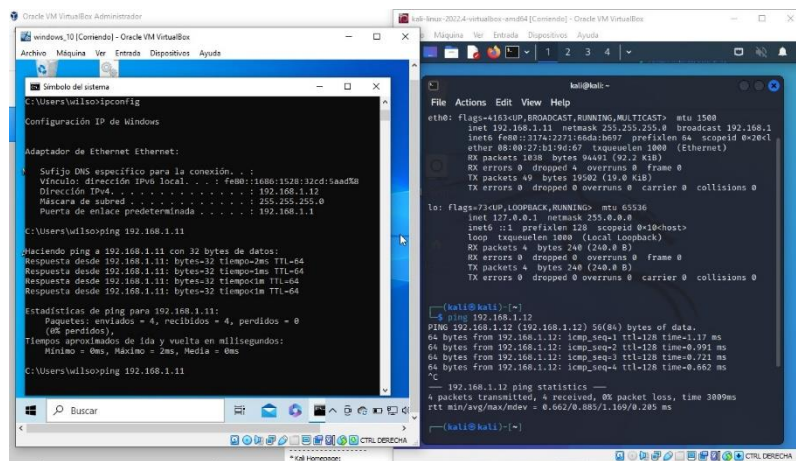 Oracle VM VirtualBox Administrador
windows_10 [Corriendo] - Oracle VM VirtualBox
Archivo Máquina Ver Entrada Dispositivos Ayuda
Símbolo del sistema
C:\Users\wilso>ipconfig
Configuración IP de Windows
Adaptador de Ethernet Ethernet:
Sufijo DNS específico para la conexión. . :
Vínculo: dirección IPv6 local. . . : fe80::1686:1528:32cd:5aad%8
Dirección IPv4. . . . . . . . . . . . . . : 192.168.1.12
Máscara de subred . . . . . . . . . . . . : 255.255.255.0
Puerta de enlace predeterminada . . . . . : 192.168.1.1
C:\Users\wilso>ping 192.168.1.11
Haciendo ping a 192.168.1.11 con 32 bytes de datos:
Respuesta desde 192.168.1.11: bytes=32 tiempo=2ms TTL=64
Respuesta desde 192.168.1.11: bytes=32 tiempo=1ms TTL=64
Respuesta desde 192.168.1.11: bytes=32 tiempo<1m TTL=64
Respuesta desde 192.168.1.11: bytes=32 tiempo<1m TTL=64
Estadísticas de ping para 192.168.1.11:
Paquetes: enviados = 4, recibidos = 4, perdidos = 0
(0% perdidos),
Tiempos aproximados de ida y vuelta en milisegundos:
Mínimo = 0ms, Máximo = 2ms, Media = 0ms
C:\Users\wilso>ping 192.168.1.11
Buscar
CTRL DERECHA
kali-linux-2022.4-virtualbox-amd64 [Corriendo] - Oracle VM VirtualBox
Máquina Ver Entrada Dispositivos Ayuda
1 2 3 4
kali@kali: ~
File Actions Edit View Help
eth0: flags=4163<UP,BROADCAST,RUNNING,MULTICAST> mtu 1500
inet 192.168.1.11 netmask 255.255.255.0 broadcast 192.168.1
inet6 fe80::3174:2271:66da:b697 prefixlen 64 scopeid 0×20<l
ether 08:00:27:b1:9d:67 txqueuelen 1000 (Ethernet)
RX packets 1038 bytes 94491 (92.2 KiB)
RX errors 0 dropped 4 overruns 0 frame 0
TX packets 49 bytes 19502 (19.0 KiB)
TX errors 0 dropped 0 overruns 0 carrier 0 collisions 0
lo: flags=73<UP,LOOPBACK,RUNNING> mtu 65536
inet 127.0.0.1 netmask 255.0.0.0
inet6 ::1 prefixlen 128 scopeid 0×10<host>
loop txqueuelen 1000 (Local Loopback)
RX packets 4 bytes 240 (240.0 B)
RX errors 0 dropped 0 overruns 0 frame 0
TX packets 4 bytes 240 (240.0 B)
TX errors 0 dropped 0 overruns 0 carrier 0 collisions 0
(kali㉿kali)-[~]
$ ping 192.168.1.12
PING 192.168.1.12 (192.168.1.12) 56(84) bytes of data.
64 bytes from 192.168.1.12: icmp_seq=1 ttl=128 time=1.17 ms
64 bytes from 192.168.1.12: icmp_seq=2 ttl=128 time=0.991 ms
64 bytes from 192.168.1.12: icmp_seq=3 ttl=128 time=0.721 ms
64 bytes from 192.168.1.12: icmp_seq=4 ttl=128 time=0.662 ms
^C
— 192.168.1.12 ping statistics —
4 packets transmitted, 4 received, 0% packet loss, time 3009ms
rtt min/avg/max/mdev = 0.662/0.885/1.169/0.205 ms
(kali㉿kali)-[~]
CTRL DERECHA
* Kali Homepage: